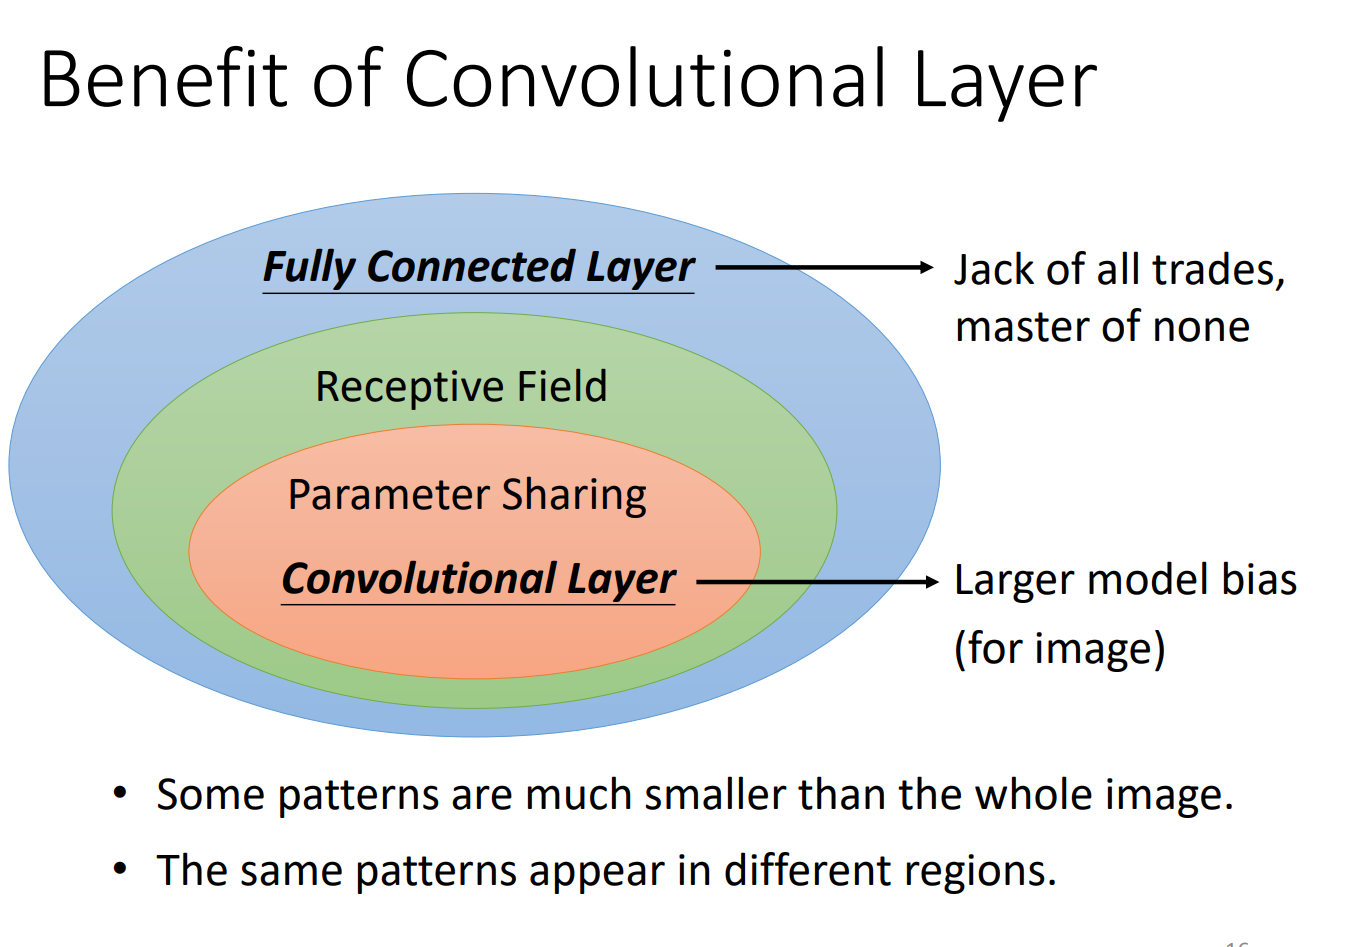 Benefit of Convolutional Layer
Fully Connected Layer
Jack of all trades,
master of none
Receptive Field
Parameter Sharing
Convolutional Layer
Larger model bias
(for image)
• Some patterns are much smaller than the whole image.
• The same patterns appear in different regions.